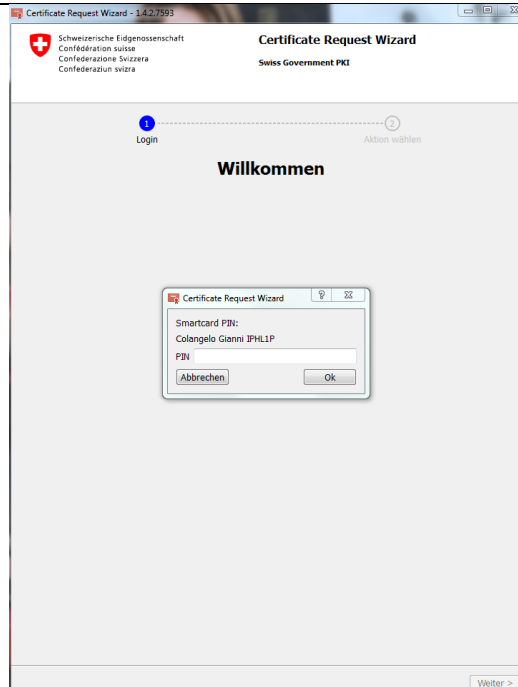 Certificate Request Wizard - 1.4.2.7593
Schweizerische Eidgenossenschaft
Confédération suisse
Confederazione Svizzera
Confederaziun svizra
Certificate Request Wizard
Swiss Government PKI
1
2
Login
Aktion wählen
Willkommen
Certificate Request Wizard
Smartcard PIN:
Colangelo Gianni IPHL1P
PIN
Abbrechen
Ok
Weiter >